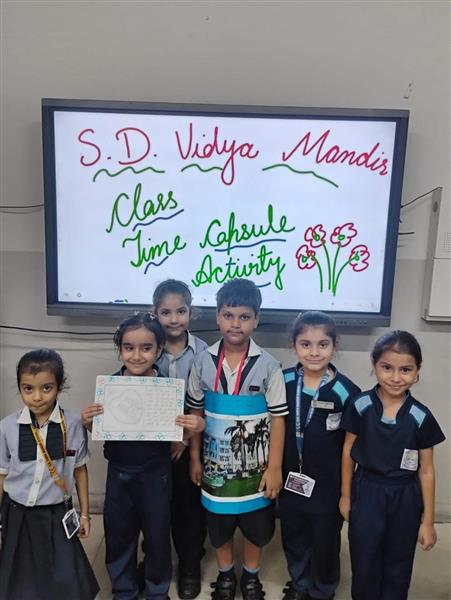 S.D. Vidya Mandir
Class
Time Capsule
Activity